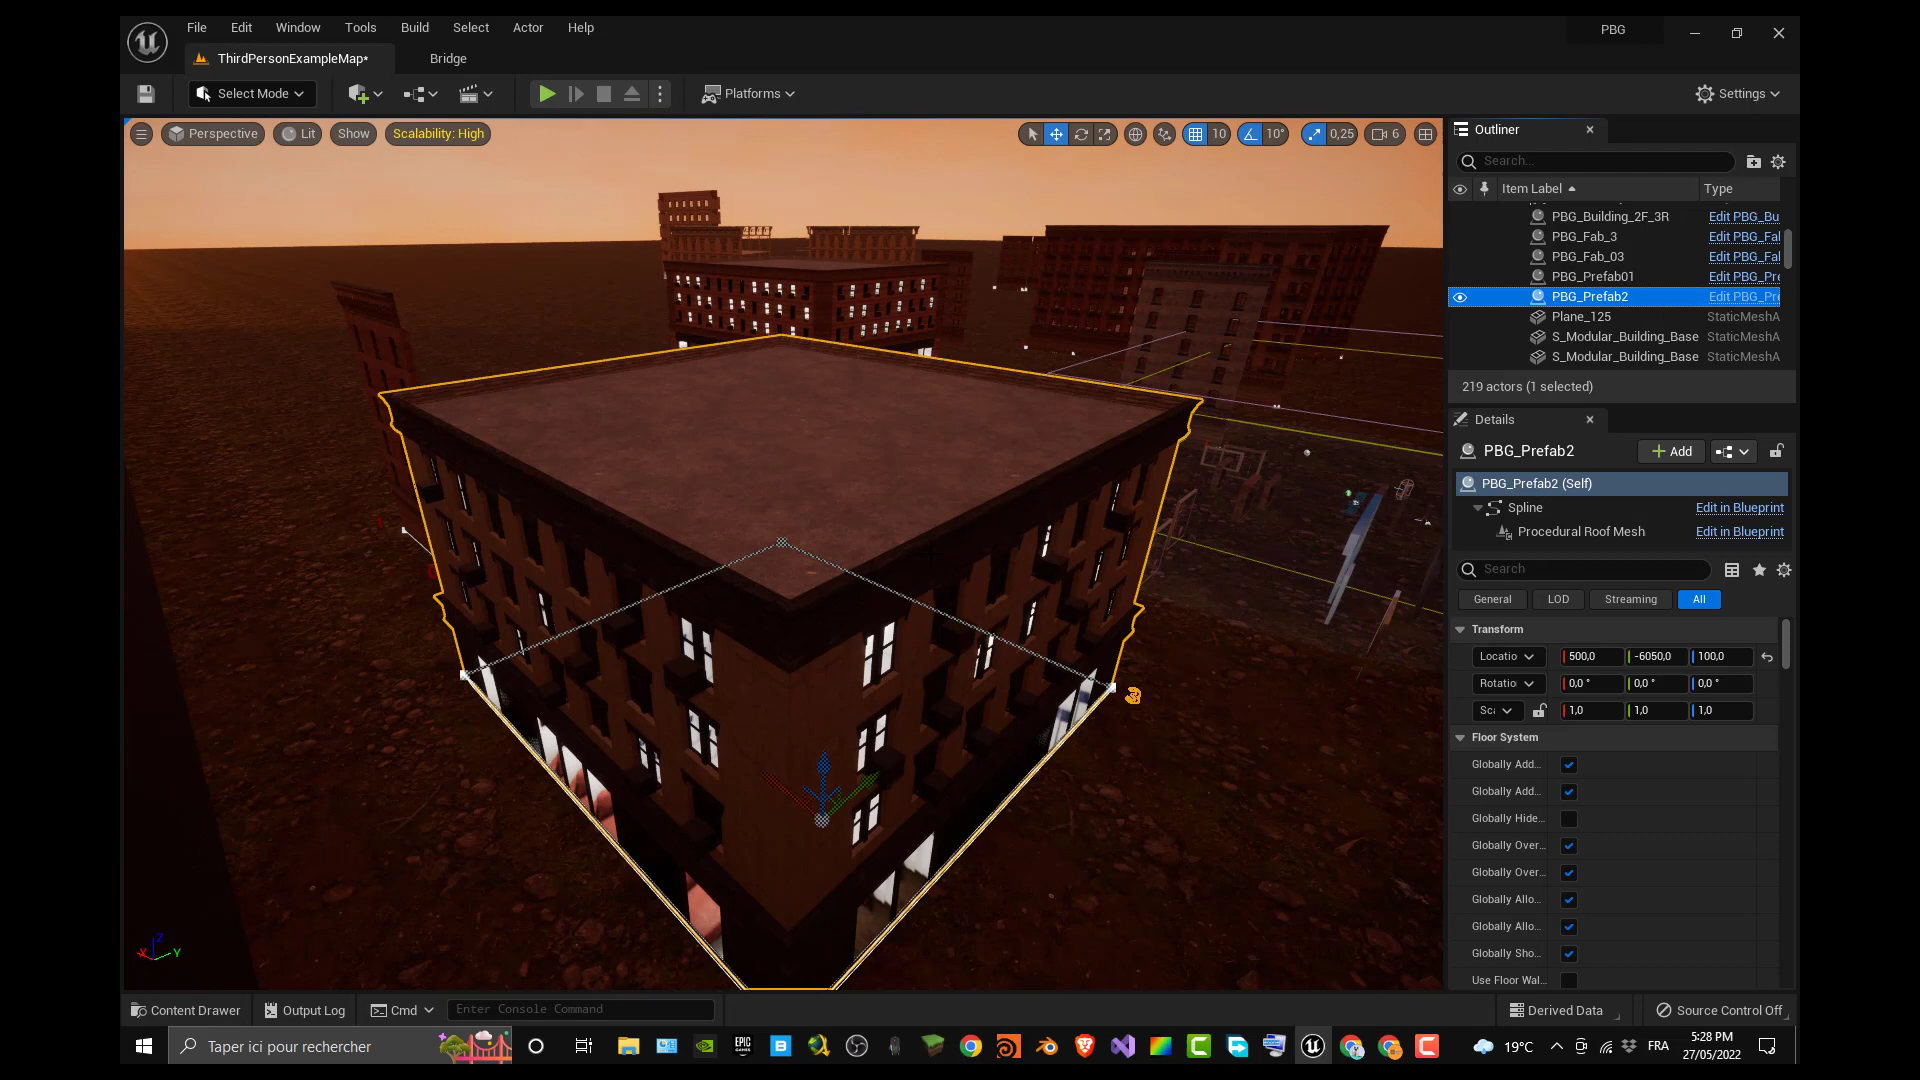 File Edit Window Tools Build Select Actor Help
PBG
ThirdPersonExampleMap*
Bridge
Select Mode
Platforms
Settings
Perspective
Lit
Show
Scalability: High
10
10°
0,25
6
Outliner
Search...
Item Label
Type
PBG_Building_2F_3R Edit PBG_Bu
PBG_Fab_3 Edit PBG_Fal
PBG_Fab_03 Edit PBG_Fal
PBG_Prefab01 Edit PBG_Pre
PBG_Prefab2 Edit PBG_Pre
Plane_125 StaticMeshA
S_Modular_Building_Base StaticMeshA
S_Modular_Building_Base StaticMeshA
219 actors (1 selected)
Details
PBG_Prefab2
Add
PBG_Prefab2 (Self)
Spline Edit in Blueprint
Procedural Roof Mesh Edit in Blueprint
Search
General LOD Streaming All
Transform
Locatio 500,0 -6050,0 100,0
Rotatio 0,0 ° 0,0 ° 0,0 °
Sc 1,0 1,0 1,0
Floor System
Globally Add...
Globally Add...
Globally Hide...
Globally Over...
Globally Over...
Globally Allo...
Globally Allo...
Globally Sho...
Use Floor Wal...
3
X Y Z
Content Drawer
Output Log
Cmd
Enter Console Command
Derived Data
Source Control Off
Taper ici pour rechercher
EPIC GAMES
19°C
FRA
5:28 PM
27/05/2022